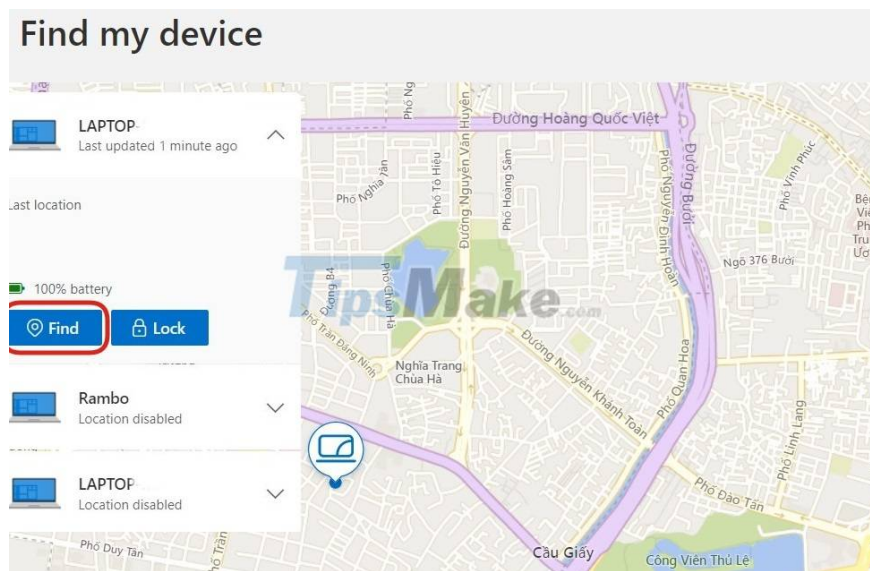 Find my device
LAPTOP-
Last updated 1 minute ago
Last location
100% battery
Find
Lock
Rambo
Location disabled
LAPTOP-
Location disabled
TipsMake.com
Đường Hoàng Quốc Việt
Đường Nguyễn Văn Huyên
Phố Nghĩa Tân
Phố Tô Hiệu
Phố Hoàng Sâm
Phố Nguyễn Đình Hoàn
Đường Bưởi
Phố Vĩnh Phúc
Ngõ 376 Bưởi
Phố Chùa Hà
Phố Trần Đăng Ninh
Nghĩa Trang
Chùa Hà
Đường Nguyễn Khánh Toàn
Phố Quan Hoa
Phố Linh Lang
Phố Đào Tấn
Phố Duy Tân
Cầu Giấy
Công Viên Thủ Lệ